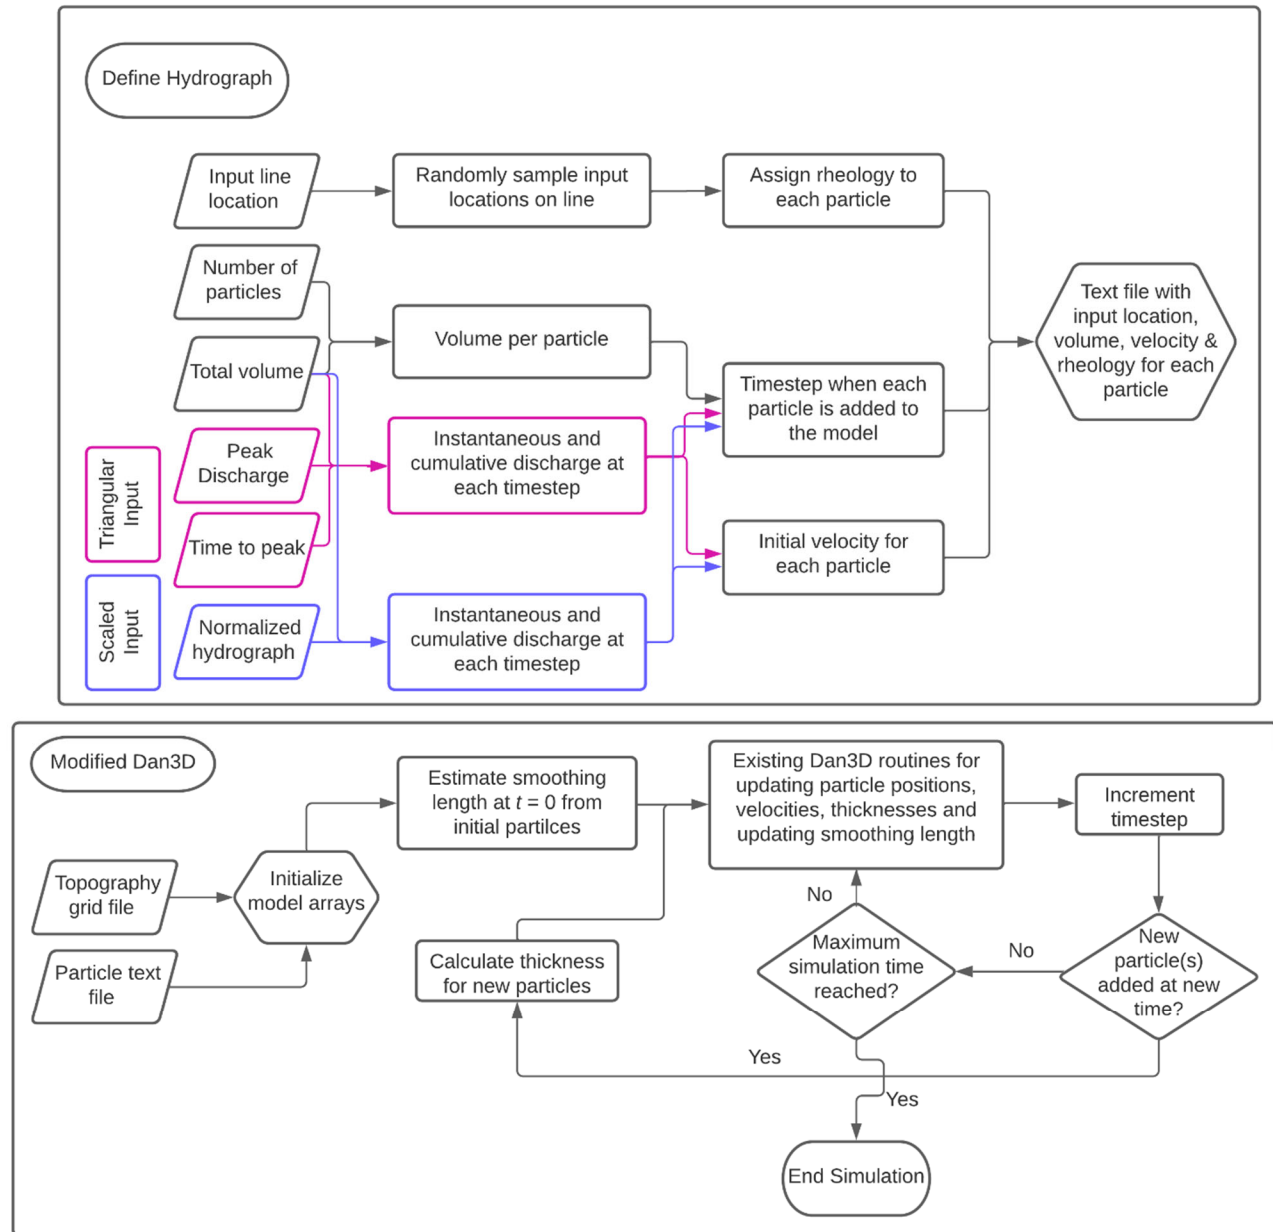 Define Hydrograph
Input line
location
Randomly sample input
locations on line
Assign rheology to
each particle
Number of
particles
Volume per particle
Total volume
Timestep when each
particle is added to
the model
Text file with
input location,
volume, velocity &
rheology for each
particle
Triangular
Input
Peak
Discharge
Instantaneous and
cumulative discharge at
each timestep
Time to peak
Initial velocity for
each particle
Scaled
Input
Normalized
hydrograph
Instantaneous and
cumulative discharge at
each timestep
Modified Dan3D
Topography
grid file
Particle text
file
Initialize
model arrays
Estimate smoothing
length at t = 0 from
initial partilces
Existing Dan3D routines for
updating particle positions,
velocities, thicknesses and
updating smoothing length
Increment
timestep
New
particle(s)
added at new
time?
No
Maximum
simulation time
reached?
No
Calculate thickness
for new particles
Yes
Yes
End Simulation